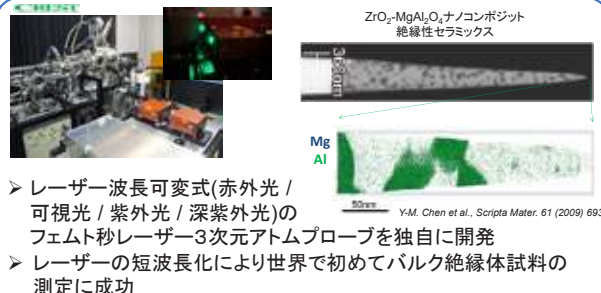 CREST
ZrO₂-MgAl₂O₄ナノコンポジット
絶縁性セラミックス
Mg
Al
50nm
Y-M. Chen et al., Scripta Mater. 61 (2009) 693
➢ レーザー波長可変式(赤外光 /
可視光 / 紫外光 / 深紫外光)の
フェムト秒レーザー３次元アトムプローブを独自に開発
➢ レーザーの短波長化により世界で初めてバルク絶縁体試料の
測定に成功